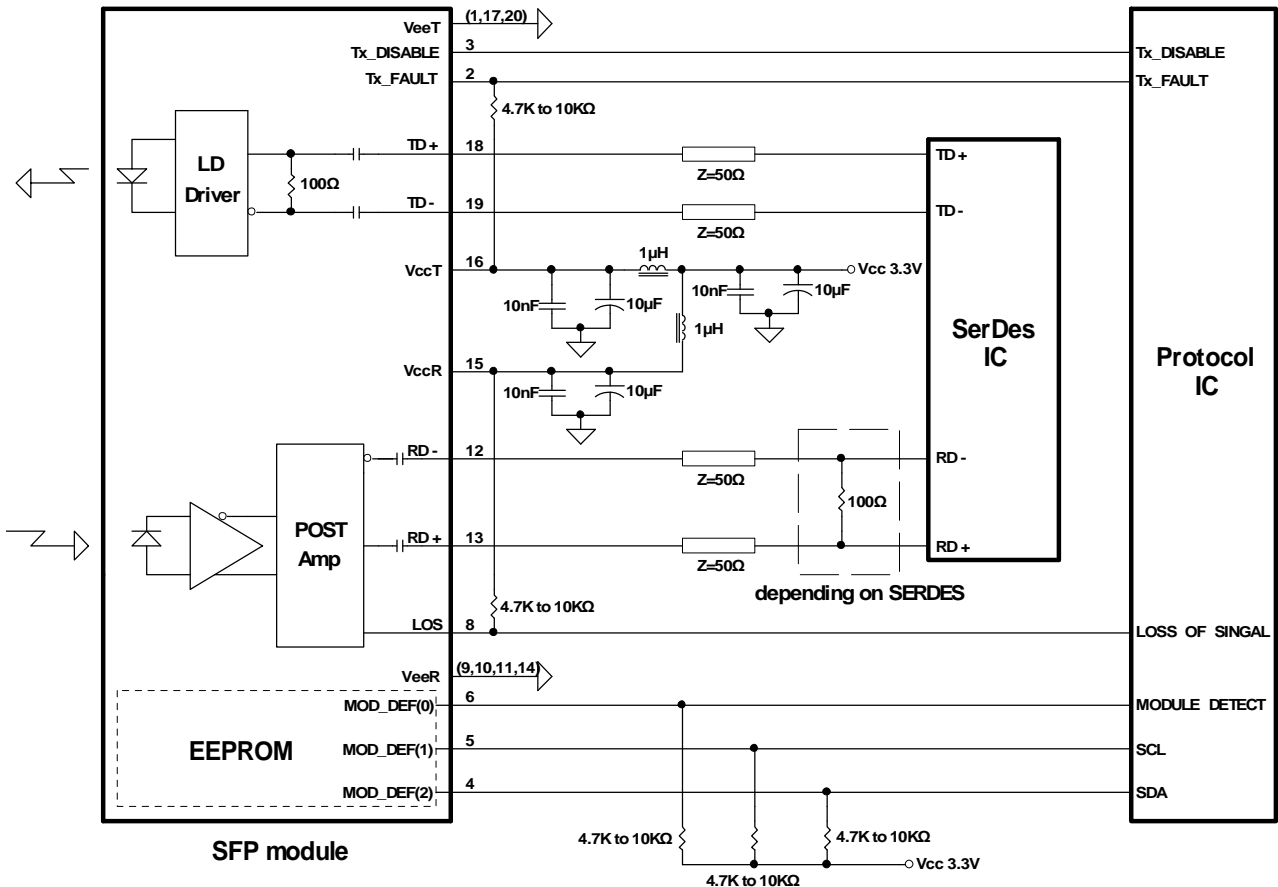 VeeT (1,17,20)
Tx_DISABLE 3 Tx_DISABLE
Tx_FAULT 2 Tx_FAULT
4.7K to 10KΩ
LD
Driver
100Ω
TD+ 18 Z=50Ω TD+
TD- 19 Z=50Ω TD-
1µH
VccT 16 Vcc 3.3V
10nF 10µF 10nF 10µF
1µH
SerDes
IC
Protocol
IC
VccR 15
10nF 10µF
RD- 12 Z=50Ω RD-
100Ω
POST
Amp
RD+ 13 Z=50Ω RD+
depending on SERDES
4.7K to 10KΩ
LOS 8 LOSS OF SINGAL
VeeR (9,10,11,14)
MOD_DEF(0) 6 MODULE DETECT
EEPROM
MOD_DEF(1) 5 SCL
MOD_DEF(2) 4 SDA
4.7K to 10KΩ 4.7K to 10KΩ
SFP module
Vcc 3.3V
4.7K to 10KΩ